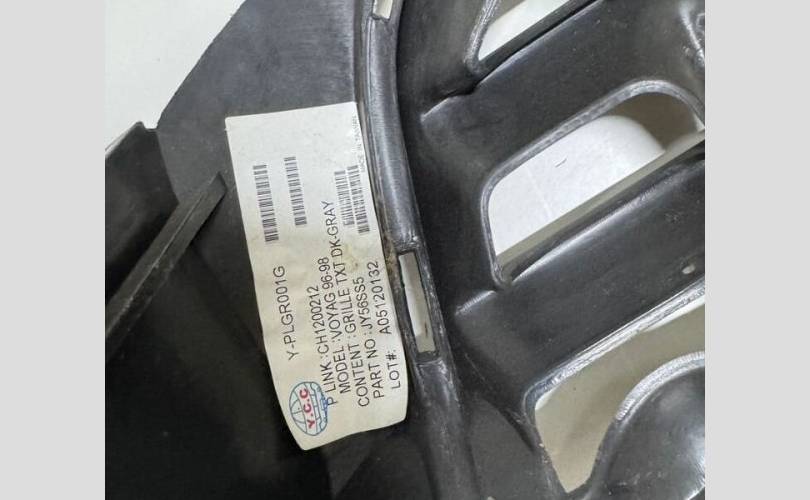 Y-PLGR001G
P LINK :CH1200212
MODEL :VOYAG 96-98
CONTENT :GRILLE TXT DK-GRAY
PART NO :JY56SS5
LOT#: A05120132
Y.C.C
MADE IN TAIWAN